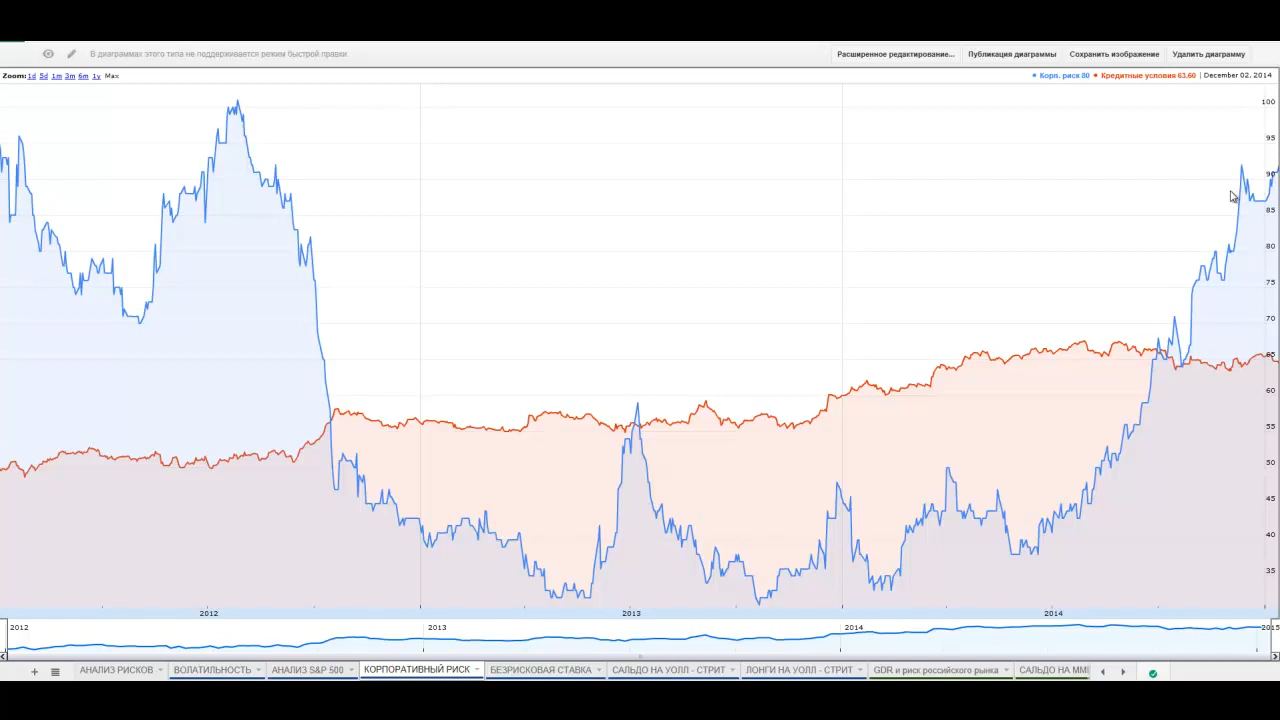 В диаграммах этого типа не поддерживается режим быстрой правки
Расширенное редактирование... Публикация диаграммы Сохранить изображение Удалить диаграмму
Zoom: 1d 5d 1m 3m 6m 1y Max
Корп. риск 80 Кредитные условия 63.60 | December 02, 2014
100
95
90
85
80
75
70
65
60
55
50
45
40
35
2012 2013 2014
2012 2013 2014 2015
АНАЛИЗ РИСКОВ ВОЛАТИЛЬНОСТЬ АНАЛИЗ S&P 500 КОРПОРАТИВНЫЙ РИСК БЕЗРИСКОВАЯ СТАВКА САЛЬДО НА УОЛЛ - СТРИТ ЛОНГИ НА УОЛЛ - СТРИТ GDR и риск российского рынка САЛЬДО НА ММ